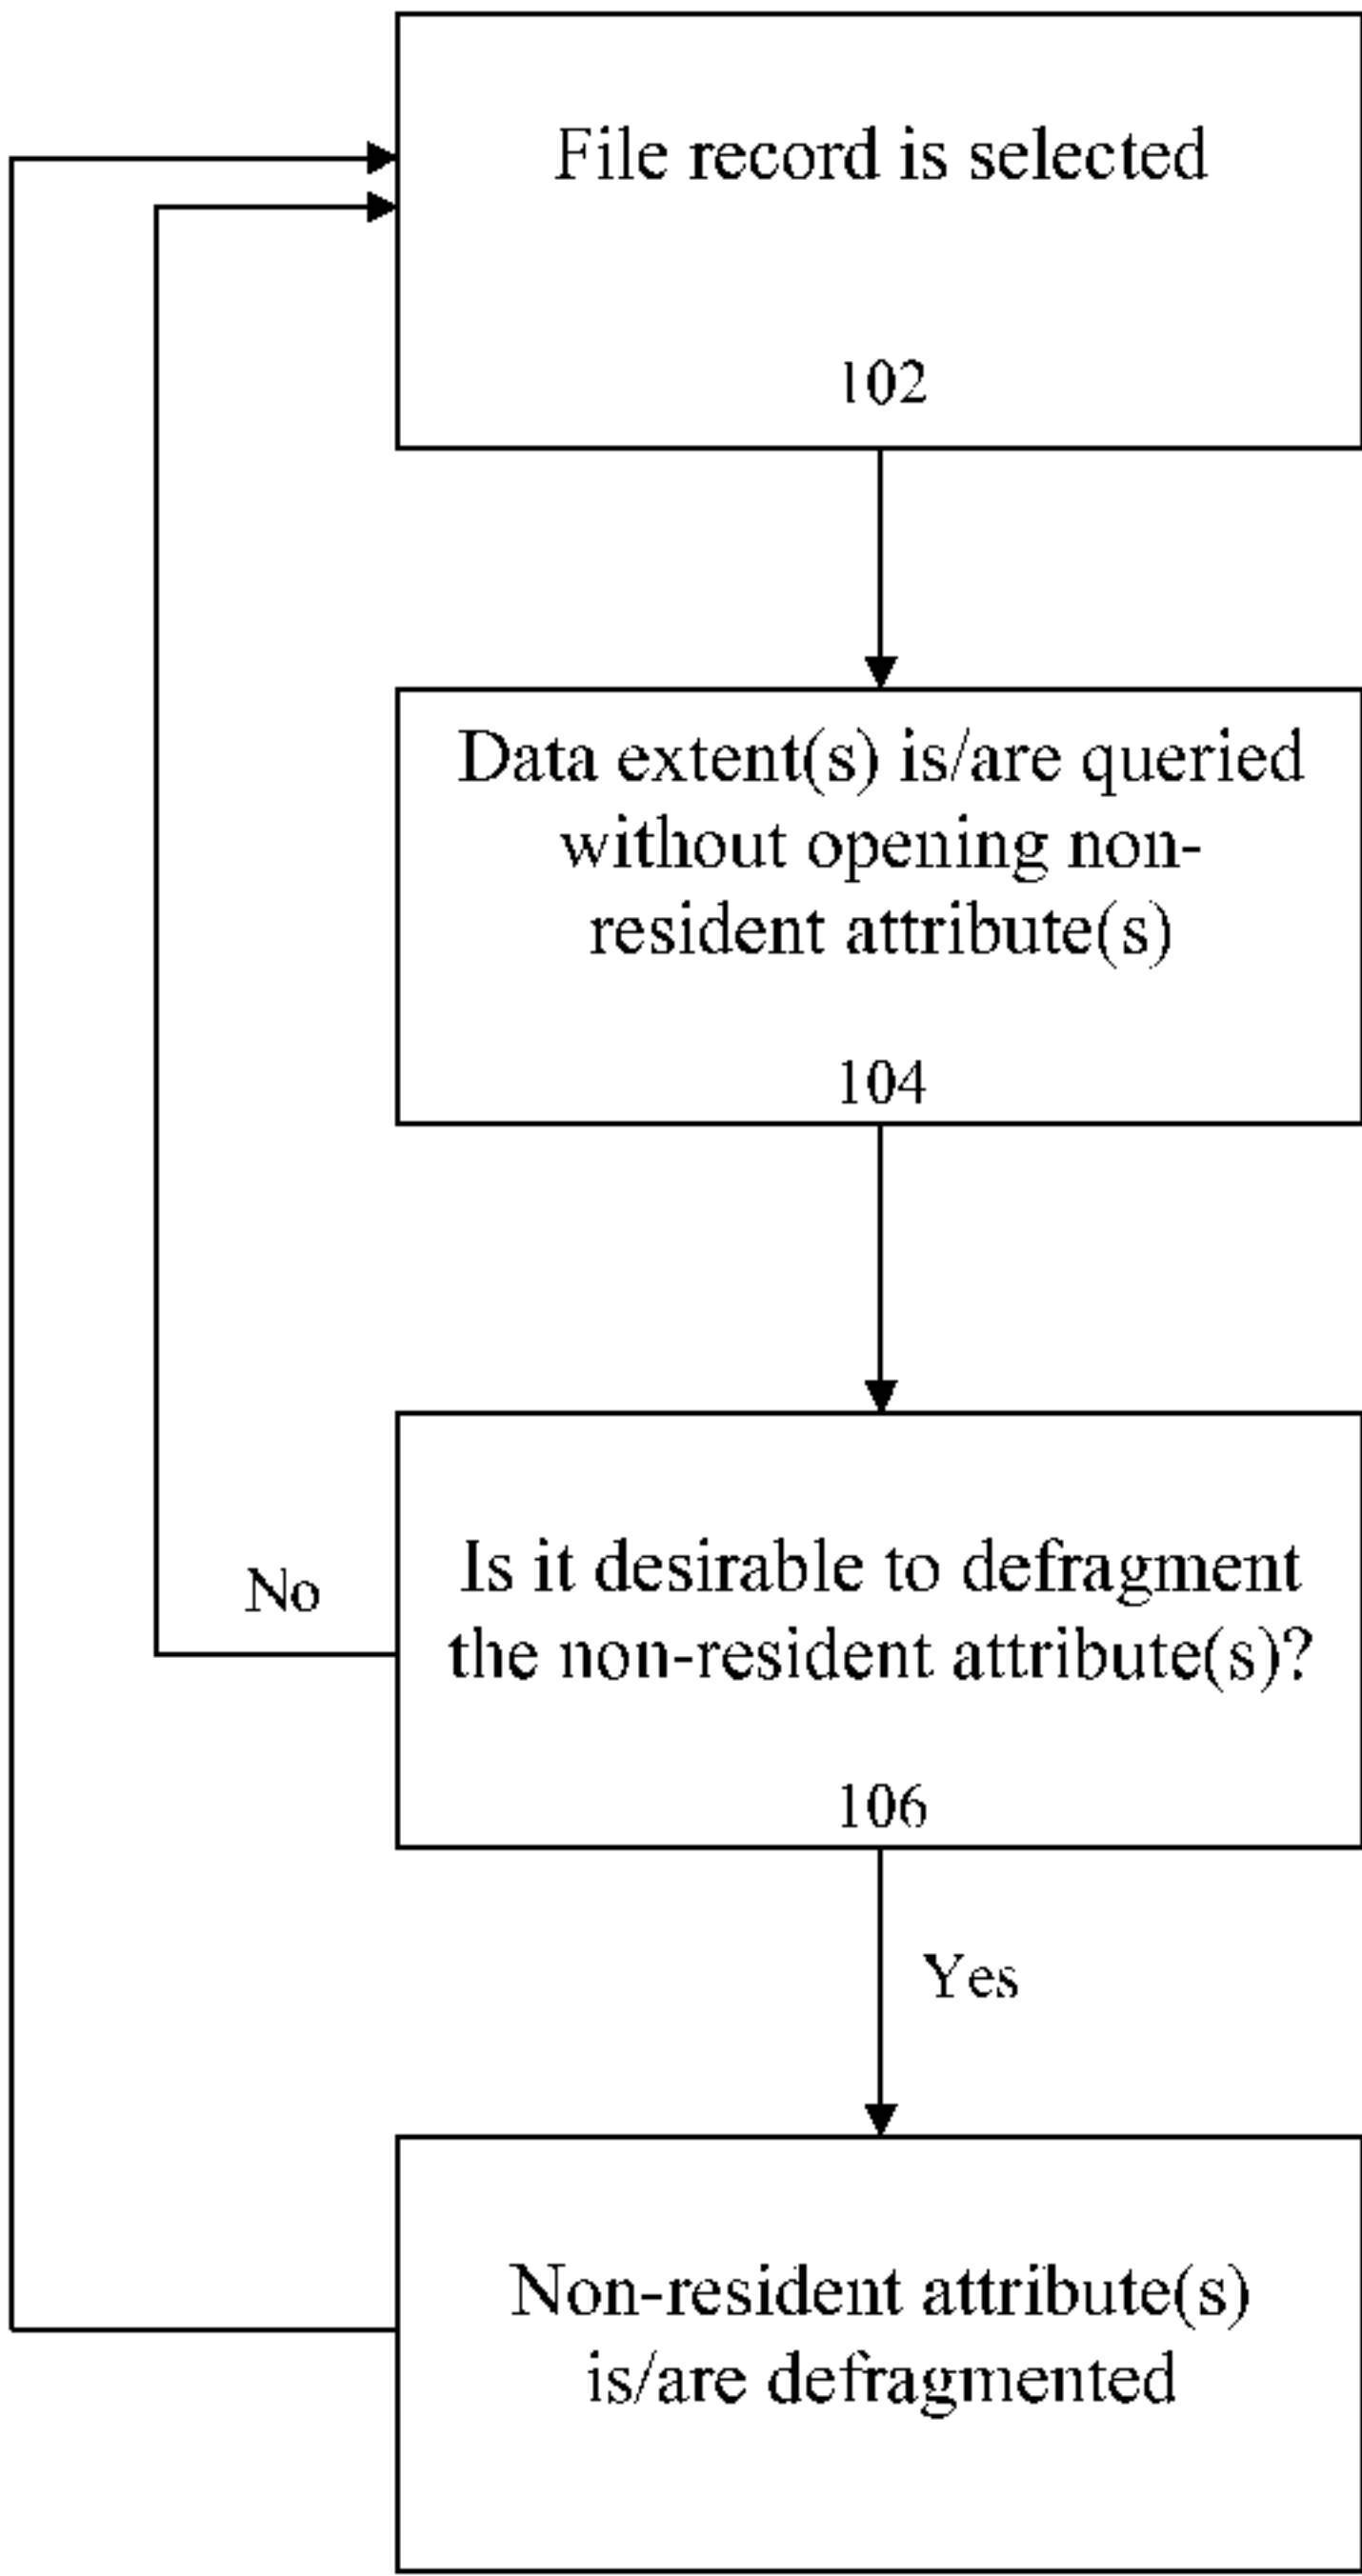 File record is selected
102
Data extent(s) is/are queried
without opening non-
resident attribute(s)
104
Is it desirable to defragment
the non-resident attribute(s)?
106
No
Yes
Non-resident attribute(s)
is/are defragmented